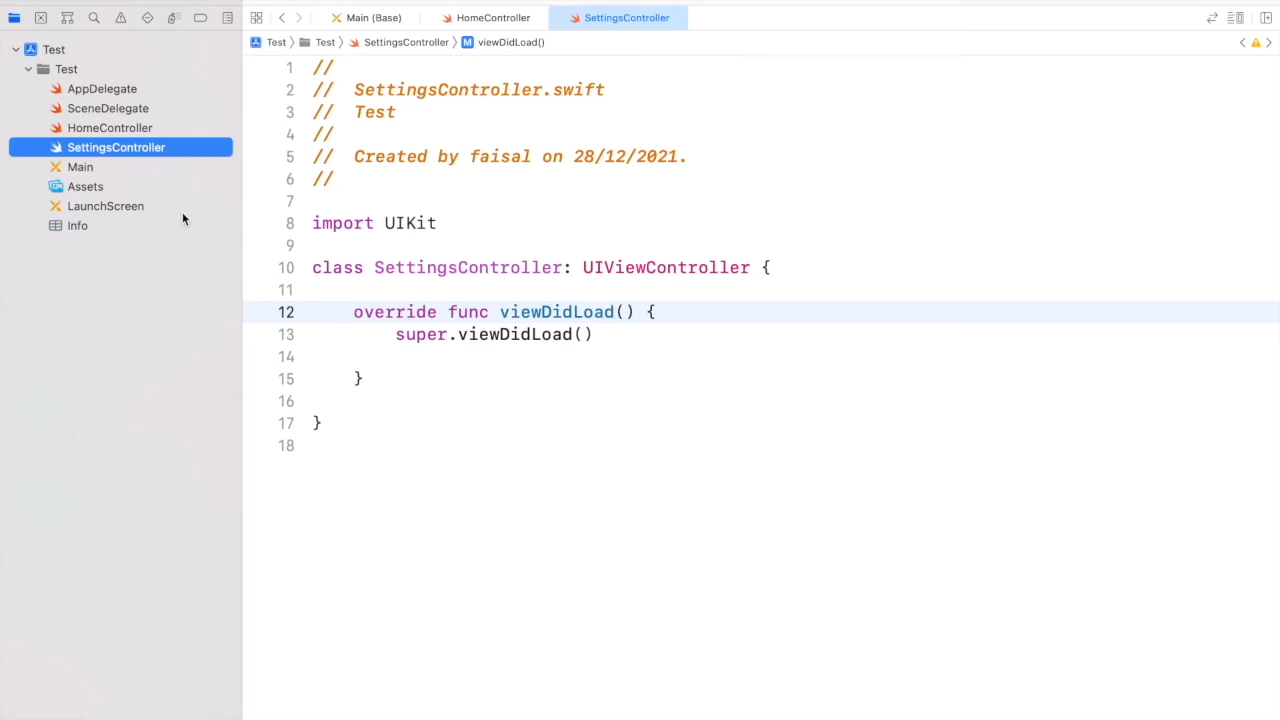 Main (Base)
HomeController
SettingsController
Test
Test
AppDelegate
SceneDelegate
HomeController
SettingsController
Main
Assets
LaunchScreen
Info
Test
Test
SettingsController
M
viewDidLoad()
1 //
2 // SettingsController.swift
3 // Test
4 //
5 // Created by faisal on 28/12/2021.
6 //
7
8 import UIKit
9
10 class SettingsController: UIViewController {
11
12 override func viewDidLoad() {
13 super.viewDidLoad()
14
15 }
16
17 }
18